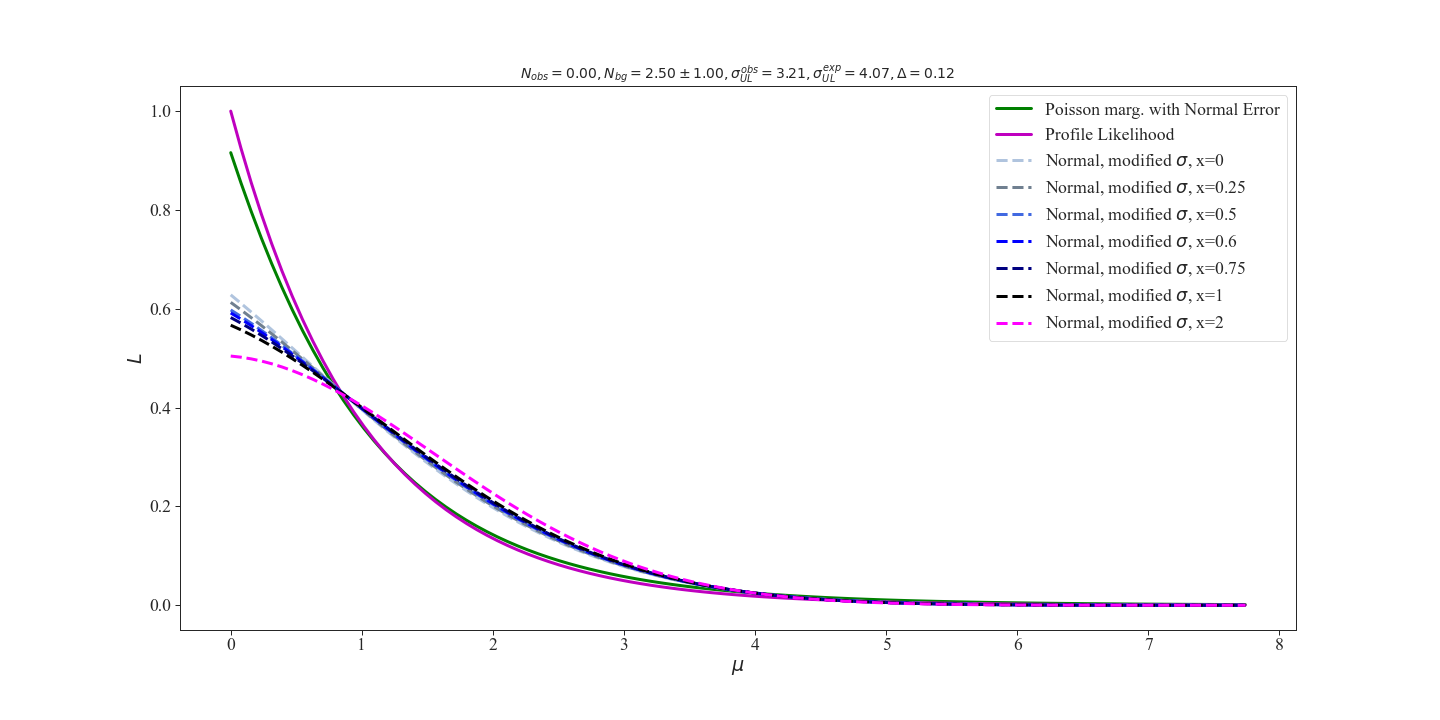 $N_{obs} = 0.00, N_{bg} = 2.50 \pm 1.00, \sigma_{UL}^{obs} = 3.21, \sigma_{UL}^{exp} = 4.07, \Delta = 0.12$
Poisson marg. with Normal Error
Profile Likelihood
Normal, modified σ, x=0
Normal, modified σ, x=0.25
Normal, modified σ, x=0.5
Normal, modified σ, x=0.6
Normal, modified σ, x=0.75
Normal, modified σ, x=1
Normal, modified σ, x=2
1.0
0.8
0.6
0.4
0.2
0.0
L
0 1 2 3 4 5 6 7 8
μ